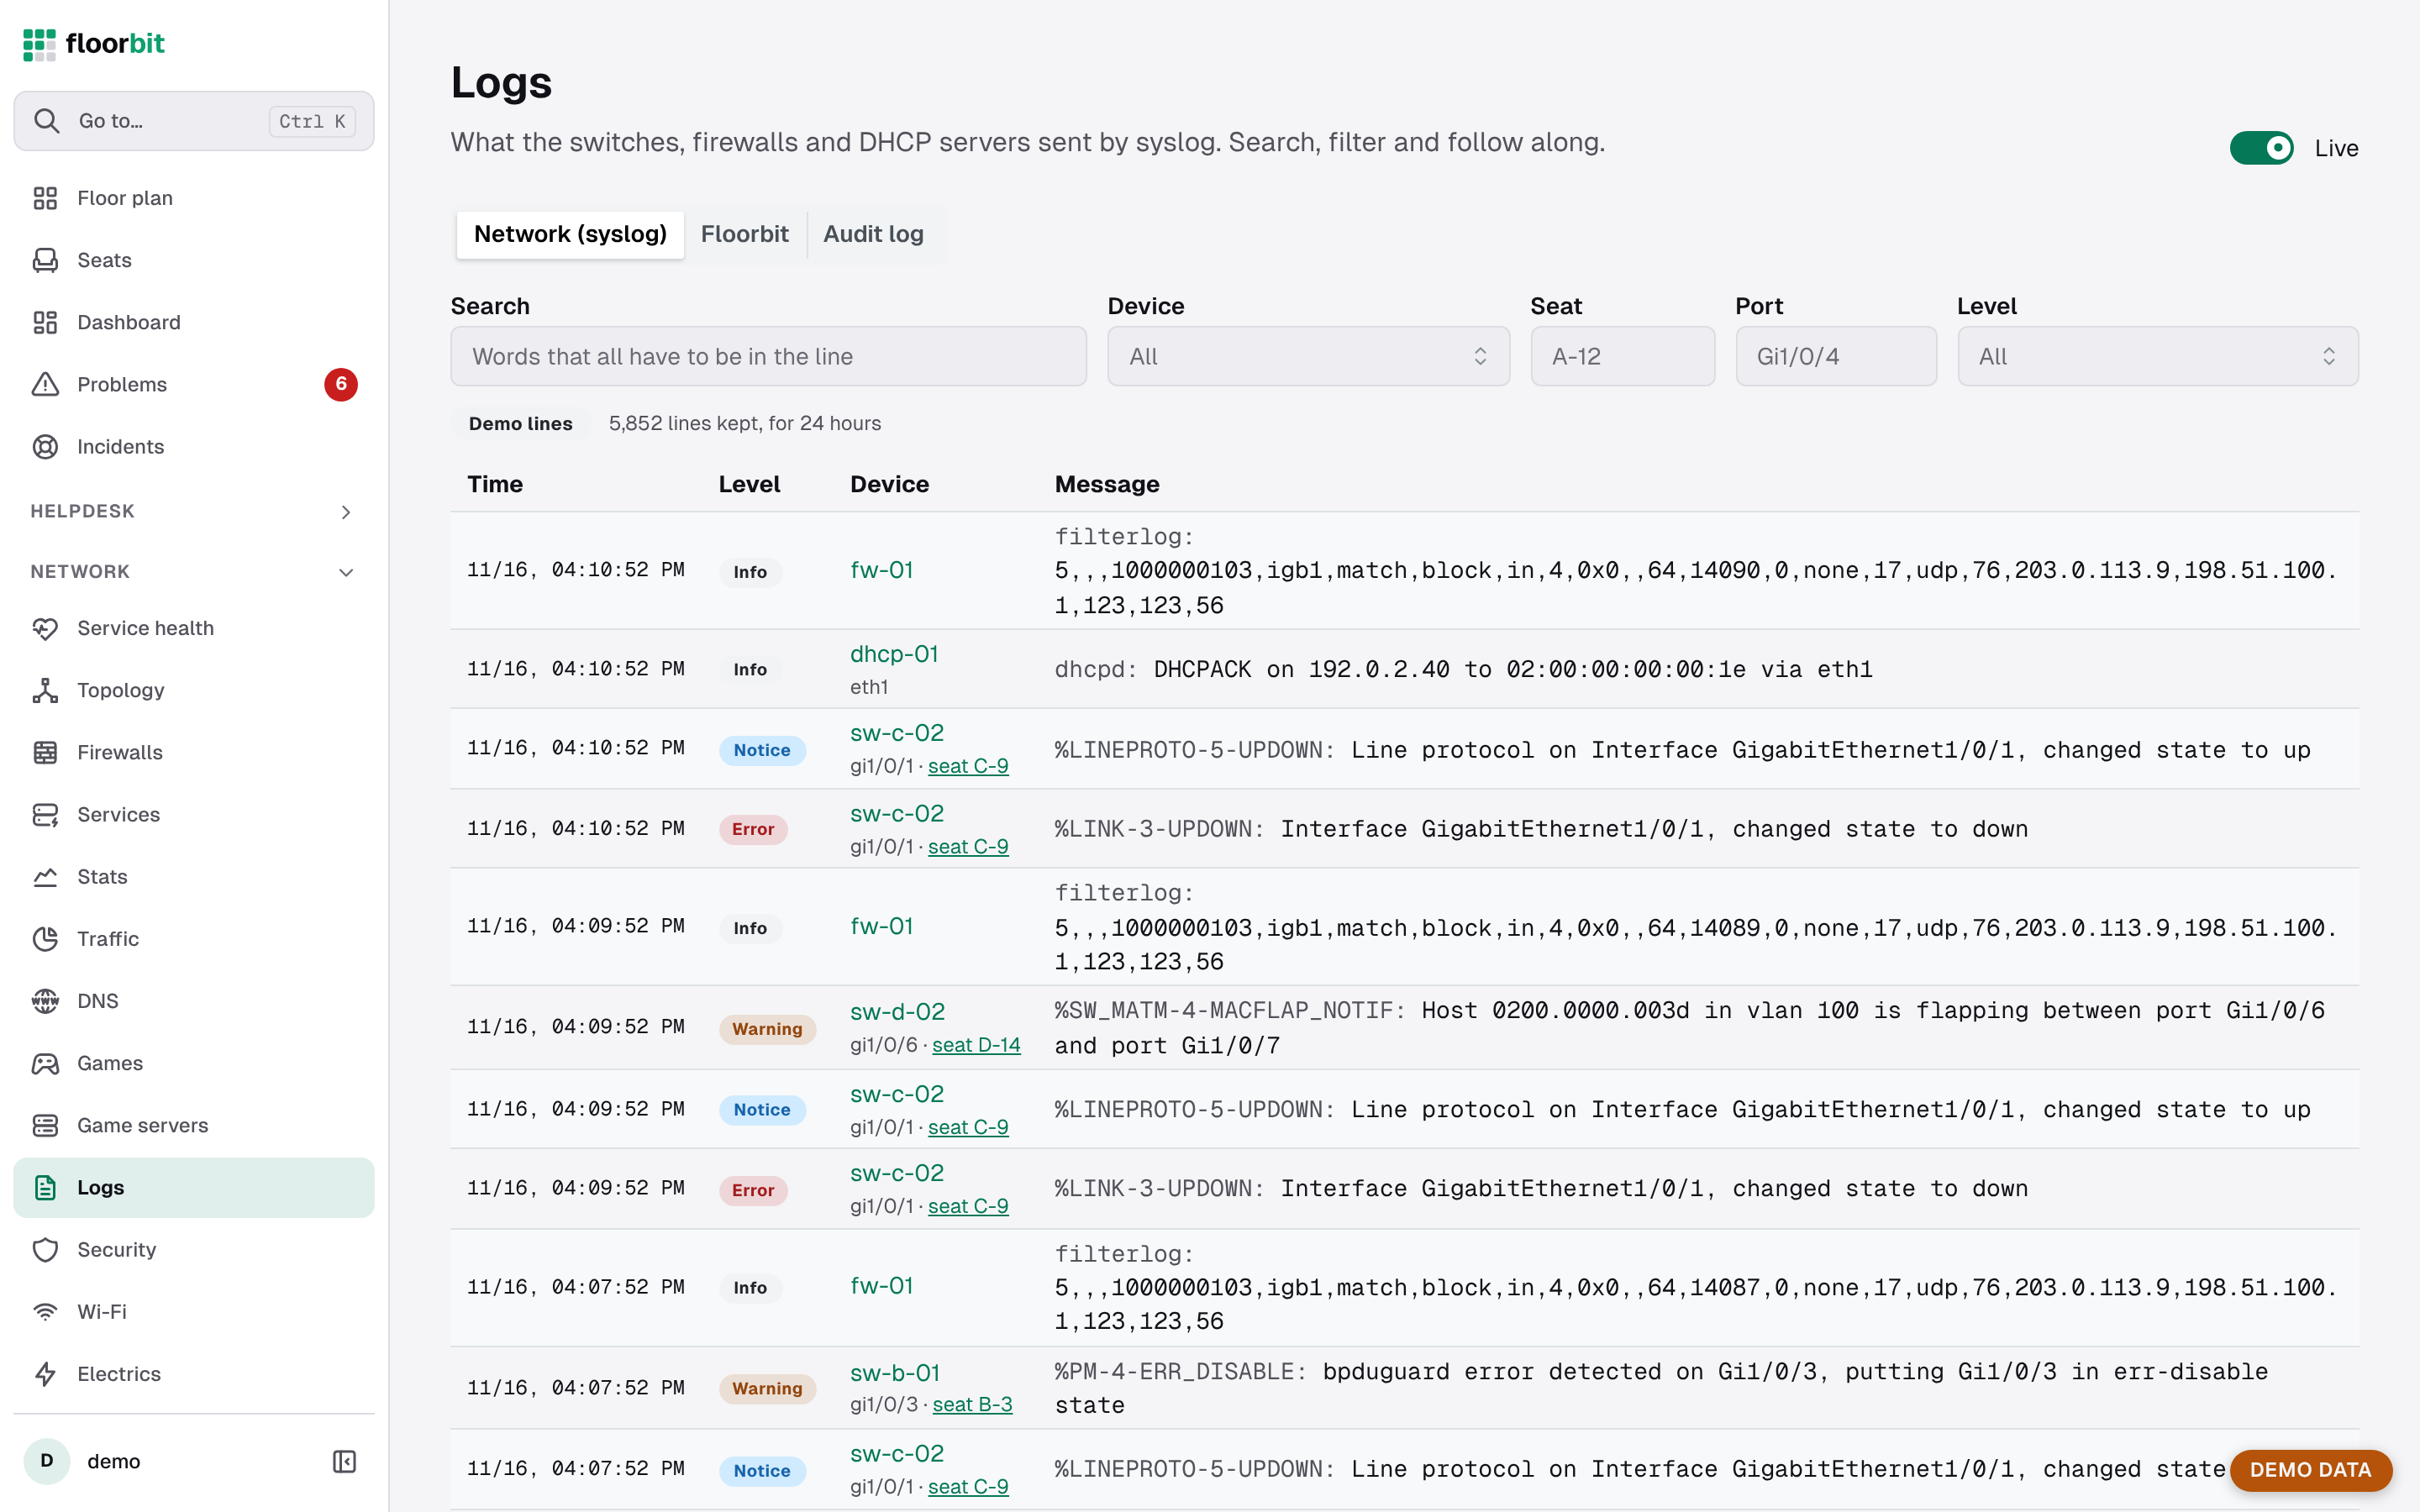 floorbit
Go to...
Ctrl K
Floor plan
Seats
Dashboard
Problems
6
Incidents
HELPDESK
NETWORK
Service health
Topology
Firewalls
Services
Stats
Traffic
DNS
Games
Game servers
Logs
Security
Wi-Fi
Electrics
D
demo
Logs
What the switches, firewalls and DHCP servers sent by syslog. Search, filter and follow along.
Live
Network (syslog)
Floorbit
Audit log
Search
Device
Seat
Port
Level
Words that all have to be in the line
All
A-12
Gi1/0/4
All
Demo lines
5,852 lines kept, for 24 hours
Time Level Device Message
11/16, 04:10:52 PM Info fw-01 filterlog:
5,,,1000000103,igb1,match,block,in,4,0x0,,64,14090,0,none,17,udp,76,203.0.113.9,198.51.100.
1,123,123,56
11/16, 04:10:52 PM Info dhcp-01 dhcpd: DHCPACK on 192.0.2.40 to 02:00:00:00:00:1e via eth1
eth1
11/16, 04:10:52 PM Notice sw-c-02 %LINEPROTO-5-UPDOWN: Line protocol on Interface GigabitEthernet1/0/1, changed state to up
gi1/0/1 · seat C-9
11/16, 04:10:52 PM Error sw-c-02 %LINK-3-UPDOWN: Interface GigabitEthernet1/0/1, changed state to down
gi1/0/1 · seat C-9
11/16, 04:09:52 PM Info fw-01 filterlog:
5,,,1000000103,igb1,match,block,in,4,0x0,,64,14089,0,none,17,udp,76,203.0.113.9,198.51.100.
1,123,123,56
11/16, 04:09:52 PM Warning sw-d-02 %SW_MATM-4-MACFLAP_NOTIF: Host 0200.0000.003d in vlan 100 is flapping between port Gi1/0/6
gi1/0/6 · seat D-14 and port Gi1/0/7
11/16, 04:09:52 PM Notice sw-c-02 %LINEPROTO-5-UPDOWN: Line protocol on Interface GigabitEthernet1/0/1, changed state to up
gi1/0/1 · seat C-9
11/16, 04:09:52 PM Error sw-c-02 %LINK-3-UPDOWN: Interface GigabitEthernet1/0/1, changed state to down
gi1/0/1 · seat C-9
11/16, 04:07:52 PM Info fw-01 filterlog:
5,,,1000000103,igb1,match,block,in,4,0x0,,64,14087,0,none,17,udp,76,203.0.113.9,198.51.100.
1,123,123,56
11/16, 04:07:52 PM Warning sw-b-01 %PM-4-ERR_DISABLE: bpduguard error detected on Gi1/0/3, putting Gi1/0/3 in err-disable
gi1/0/3 · seat B-3 state
11/16, 04:07:52 PM Notice sw-c-02 %LINEPROTO-5-UPDOWN: Line protocol on Interface GigabitEthernet1/0/1, changed state
gi1/0/1 · seat C-9
DEMO DATA